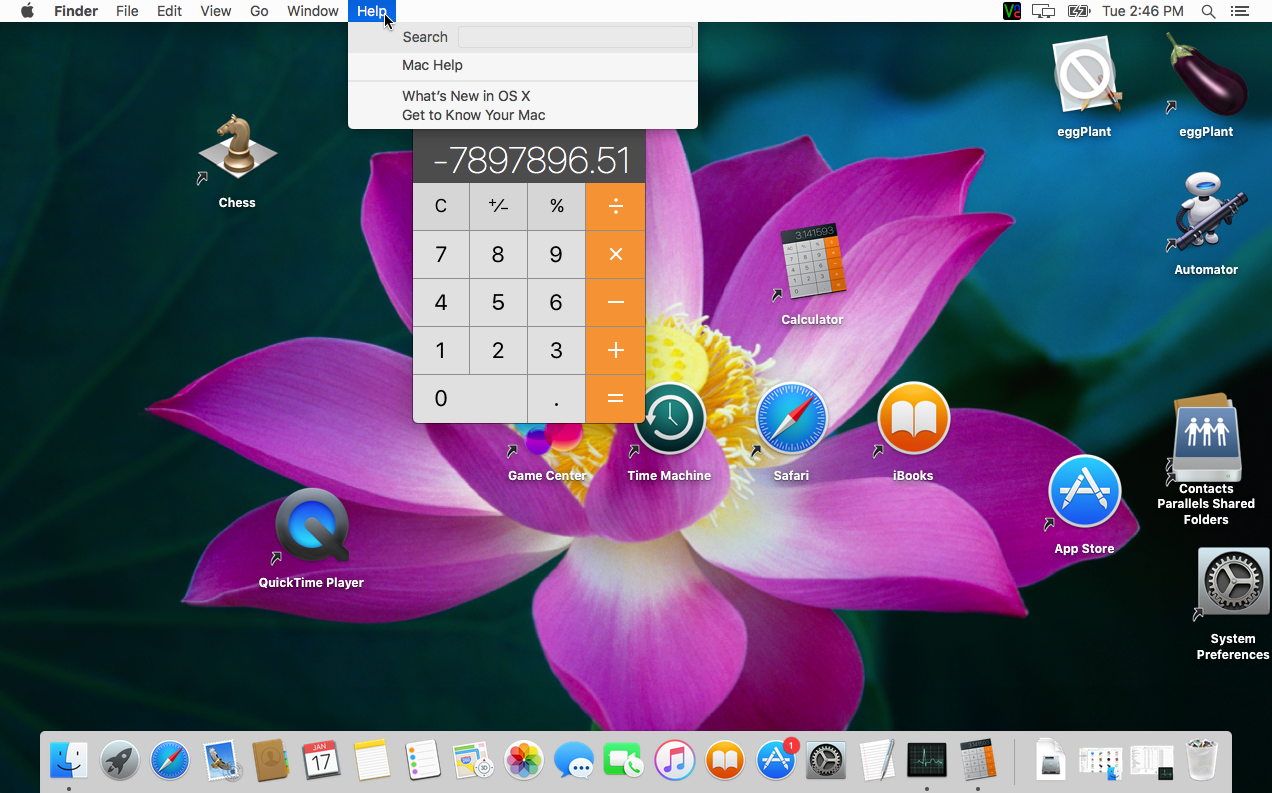 Finder File Edit View Go Window Help Tue 2:46 PM
Search
Mac Help
What's New in OS X
Get to Know Your Mac
eggPlant
eggPlant
Chess
-7897896.51
C +/− % ÷
7 8 9 ×
4 5 6 −
1 2 3 +
0 . =
3.141593
Calculator
Automator
Game Center
Time Machine
Safari
iBooks
Contacts
Parallels Shared
Folders
App Store
QuickTime Player
System
Preferences
JAN
17
1